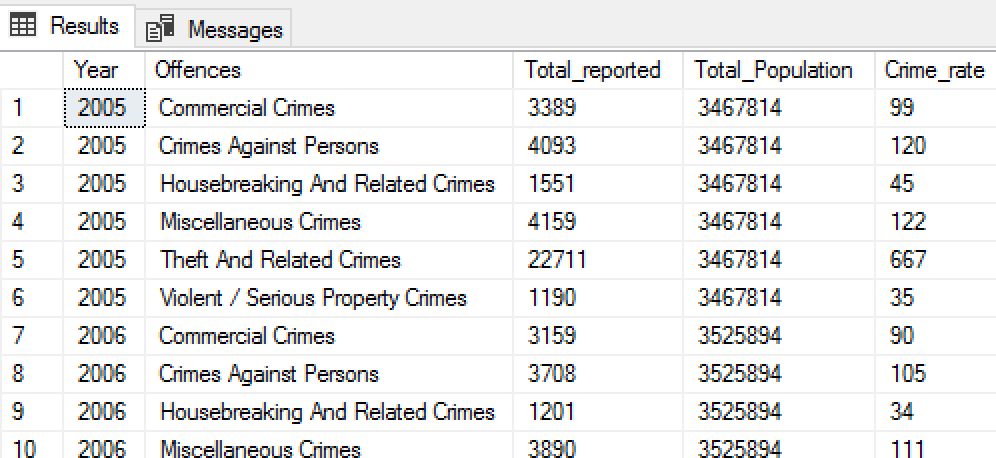 Results Messages
Year Offences Total_reported Total_Population Crime_rate
1 2005 Commercial Crimes 3389 3467814 99
2 2005 Crimes Against Persons 4093 3467814 120
3 2005 Housebreaking And Related Crimes 1551 3467814 45
4 2005 Miscellaneous Crimes 4159 3467814 122
5 2005 Theft And Related Crimes 22711 3467814 667
6 2005 Violent / Serious Property Crimes 1190 3467814 35
7 2006 Commercial Crimes 3159 3525894 90
8 2006 Crimes Against Persons 3708 3525894 105
9 2006 Housebreaking And Related Crimes 1201 3525894 34
10 2006 Miscellaneous Crimes 3890 3525894 111